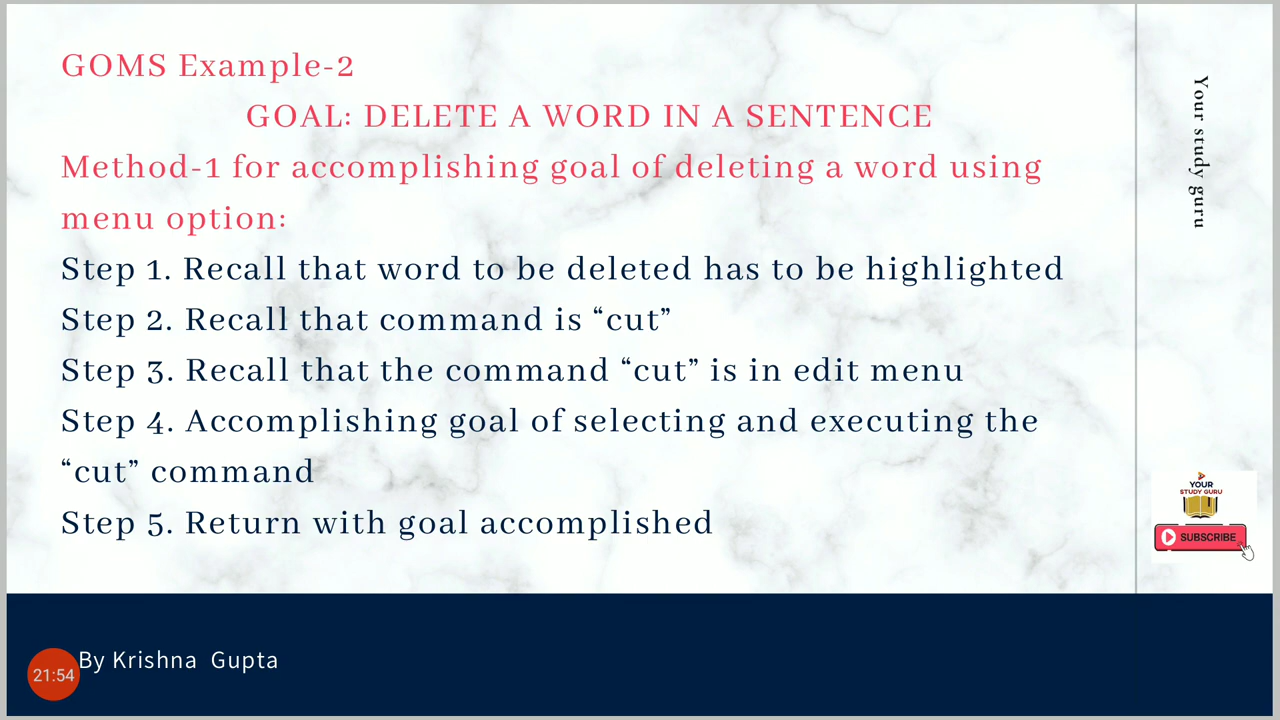 GOMS Example-2
GOAL: DELETE A WORD IN A SENTENCE
Method-1 for accomplishing goal of deleting a word using
menu option:
Step 1. Recall that word to be deleted has to be highlighted
Step 2. Recall that command is “cut”
Step 3. Recall that the command “cut” is in edit menu
Step 4. Accomplishing goal of selecting and executing the
“cut” command
Step 5. Return with goal accomplished
Your study guru
YOUR
STUDY GURU
SUBSCRIBE
By Krishna Gupta
21:54